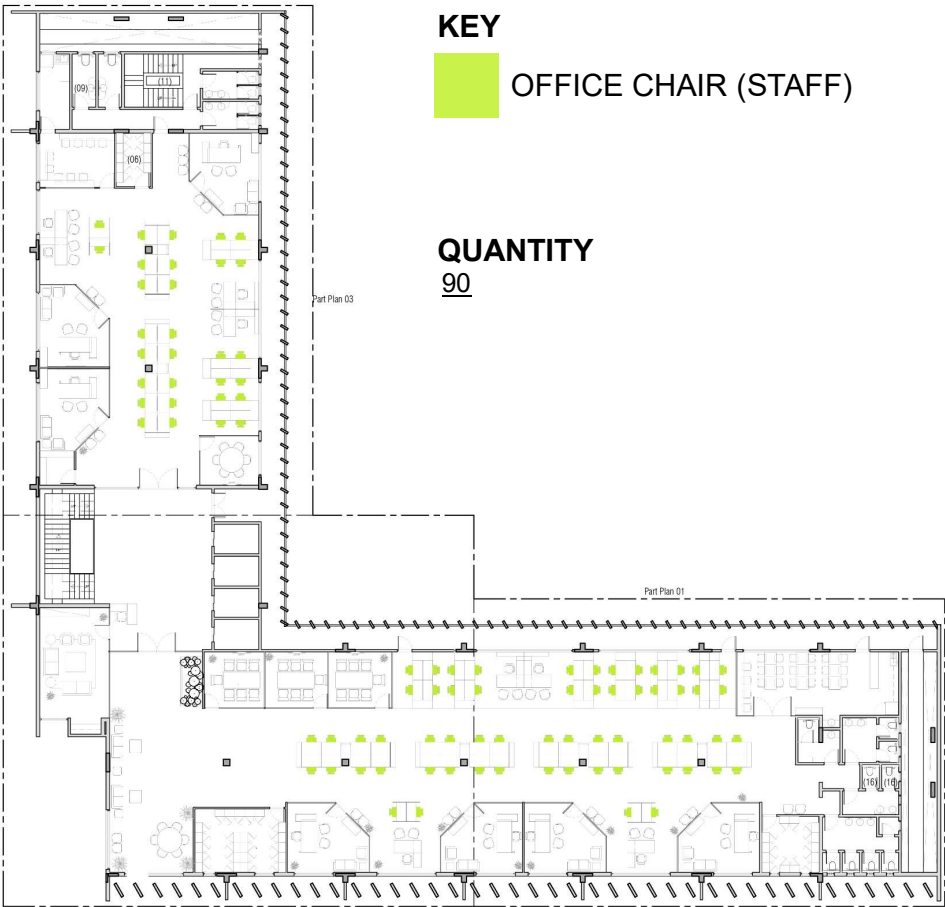 KEY
OFFICE CHAIR (STAFF)
QUANTITY
90
(09)
(11)
(06)
Part Plan 03
Part Plan 01
(16)
(16)